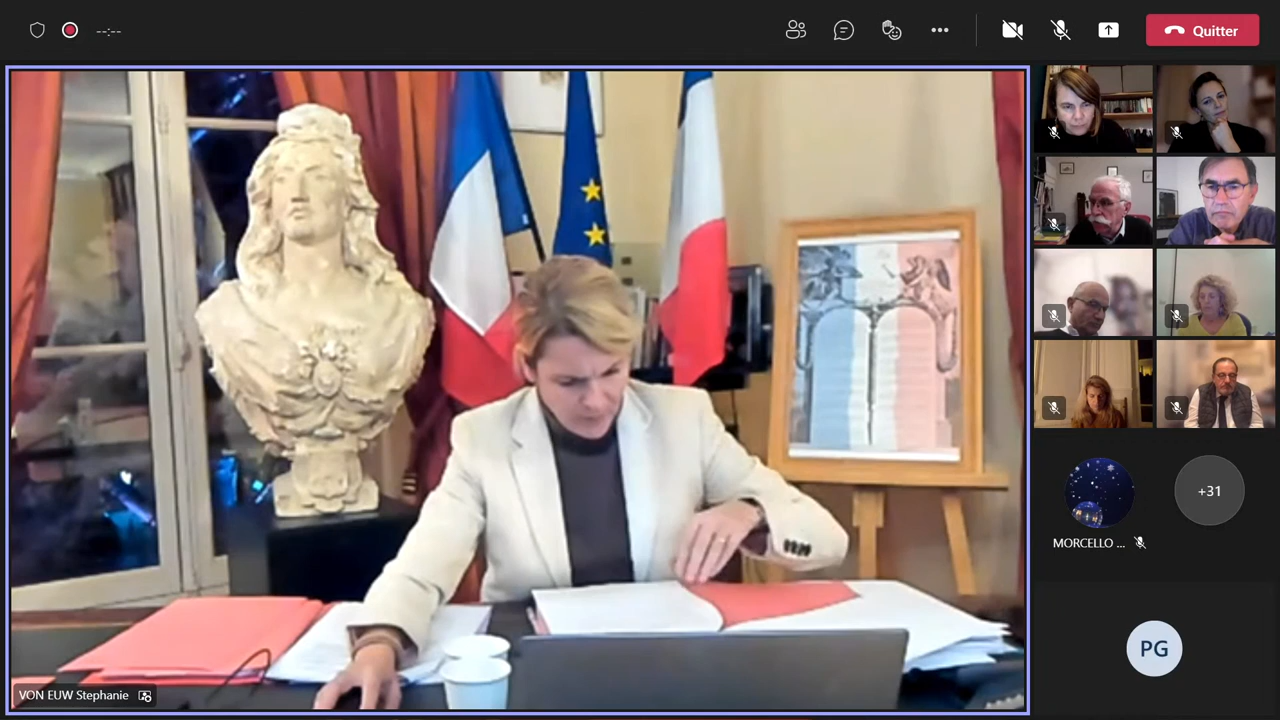 --:--
Quitter
VON EUW Stephanie
MORCELLO ...
+31
PG